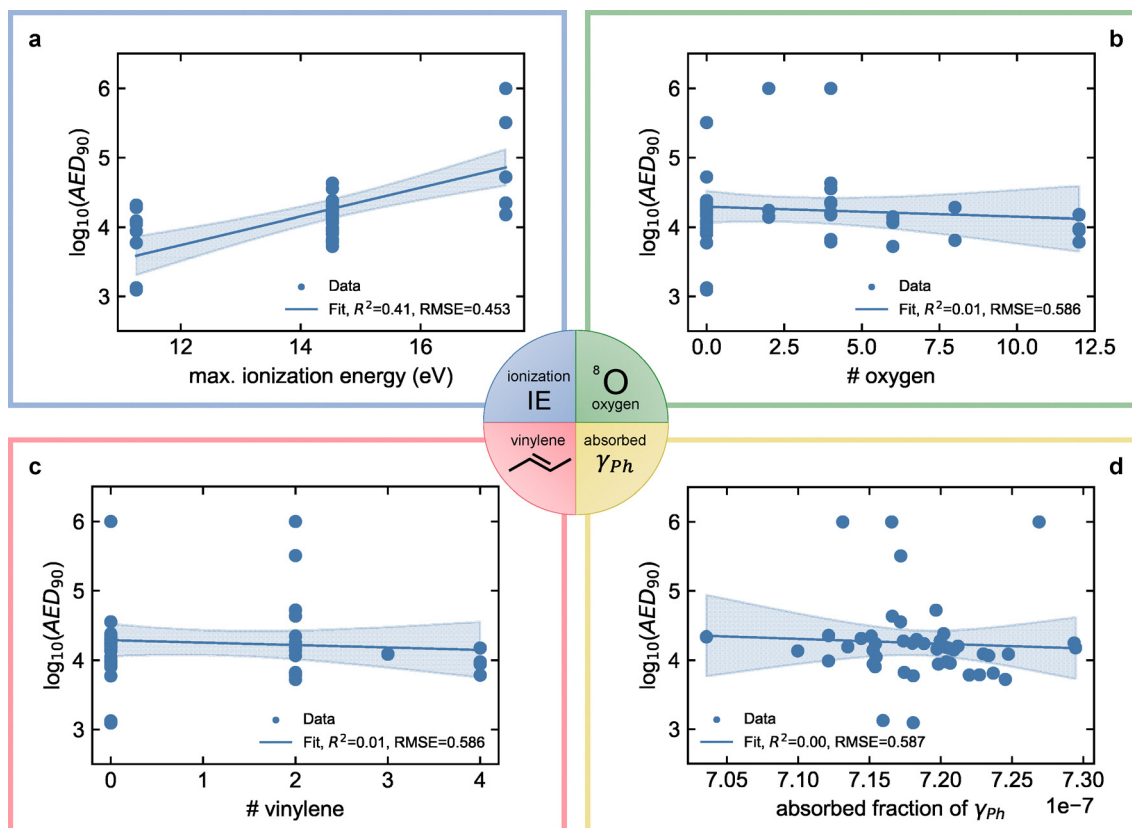 a
log10(AED90)
6
5
4
3
Data
Fit, R²=0.41, RMSE=0.453
12 14 16
max. ionization energy (eV)
b
log10(AED90)
6
5
4
3
Data
Fit, R²=0.01, RMSE=0.586
0.0 2.5 5.0 7.5 10.0 12.5
# oxygen
ionization
IE
8 O
oxygen
vinylene
absorbed
γPh
c
log10(AED90)
6
5
4
3
Data
Fit, R²=0.01, RMSE=0.586
0 1 2 3 4
# vinylene
d
log10(AED90)
6
5
4
3
Data
Fit, R²=0.00, RMSE=0.587
7.05 7.10 7.15 7.20 7.25 7.30
1e−7
absorbed fraction of γPh